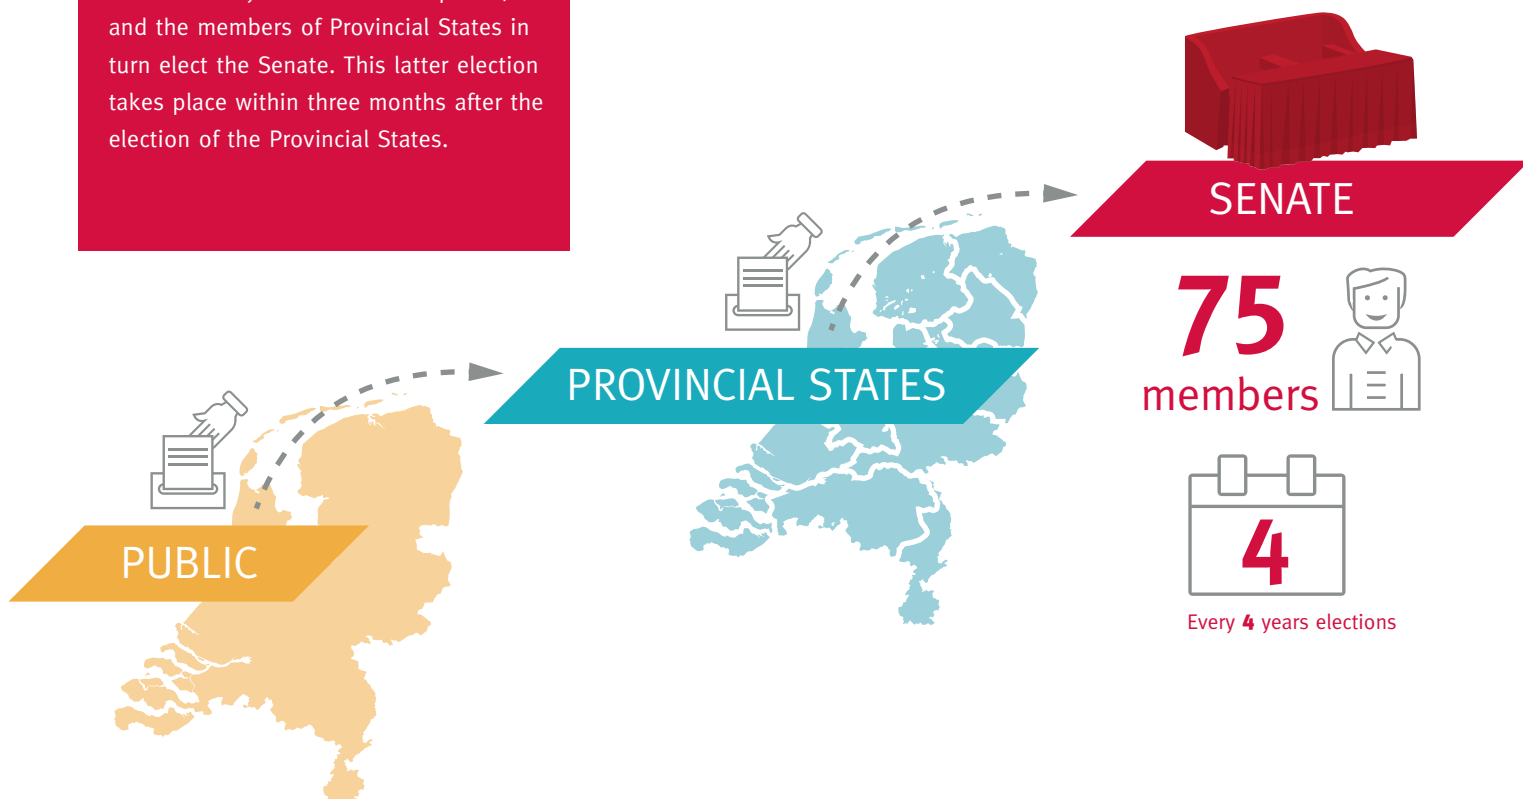 and the members of Provincial States in
turn elect the Senate. This latter election
takes place within three months after the
election of the Provincial States.
SENATE
75
members
PROVINCIAL STATES
4
Every 4 years elections
PUBLIC